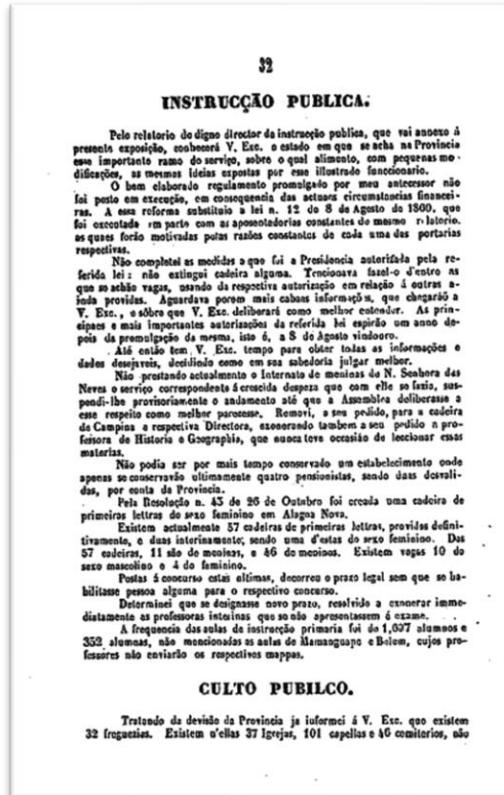 32
INSTRUCÇÃO PUBLICA.
Pelo relatorio do digno director da instrucção publica, que vai annexo á
presente exposição, conhecerá V. Exc. o estado em que se acha na Provincia
esse importante ramo do serviço, sobre o qual alimento, com pequenas mo-
dificações, as mesmas ideias expostas por esse illustrado funccionario.
O bem elaborado regulamento promulgado por meu antecessor não
foi posto em execução, em consequencia das actuaes circumstancias financei-
ras. A essa reforma substituio a lei n. 12 do 8 de Agosto de 1860, que
foi executada em parte com as aposentadorias constantes do mesmo relatorio,
as quaes forão motivadas pelas razões constantes de cada uma das portarias
respectivas.
Não completei as medidas a que foi a Presidencia autorisada pela re-
ferida lei: não extingui cadeira alguma. Tencionava fazel-o d'entre as
que se achão vagas, usando da respectiva autorização em relação á outras a-
inda providas. Aguardava porem mais cabaes informações, que chegarão a
V. Exc., e sôbre que V. Exc. deliberará como melhor entender. As prin-
cipaes e mais importantes autorizações da referida lei espirão um anno de-
pois da promulgação da mesma, isto é, a 8 de Agosto vindouro.
Até então tem V. Exc. tempo para obter todas as informações e
dados desejaveis, decidindo como em sua sabedoria julgar melhor.
Não prestando actualmente o Internato de meninas de N. Senhora das
Neves o serviço correspondente á crescida despeza que com elle se fazia, sus-
pendi-lhe provisoriamente o andamento até que a Assemblea deliberasse a
esse respeito como melhor parecesse. Removi, a seu pedido, para a cadeira
de Campina a respectiva Directora, exonerando tambem a seu pedido a pro-
fessora de Historia e Geographia, que nunca teve occasião de leccionar essas
materias.
Não podia ser por mais tempo conservado um estabelecimento onde
apenas se conservavão ultimamente quatro pensionistas, sendo duas desvali-
das, por conta da Provincia.
Pela Resolução n. 43 de 26 de Outubro foi creada uma cadeira de
primeiras lettras do sexo feminino em Alagoa Nova.
Existem actualmente 57 cadeiras de primeiras lettras, providas defini-
tivamente, e duas interinamente; sendo uma d'estas do sexo feminino. Das
57 cadeiras, 11 são de meninas, e 46 de meninos. Existem vagas 10 do
sexo masculino e 4 do feminino.
Postas á concurso estas ultimas, decorreu o prazo legal sem que se ha-
bilitasse pessoa alguma para o respectivo concurso.
Determinei que se designasse novo prazo, resolvido a exonerar imme-
diatamente as professoras interinas que se não apresentassem á exame.
A frequencia das aulas de instrucção primaria foi de 1,697 alumnos e
352 alumnas, não mencionadas as aulas de Mamanguape e Belem, cujos pro-
fessores não enviarão os respectivos mappas.
CULTO PUBILCO.
Tratando da devisão da Provincia ja informei á V. Exc. que existem
32 freguezias. Existem n'ellas 37 Igrejas, 101 capellas e 46 cemiterios, não